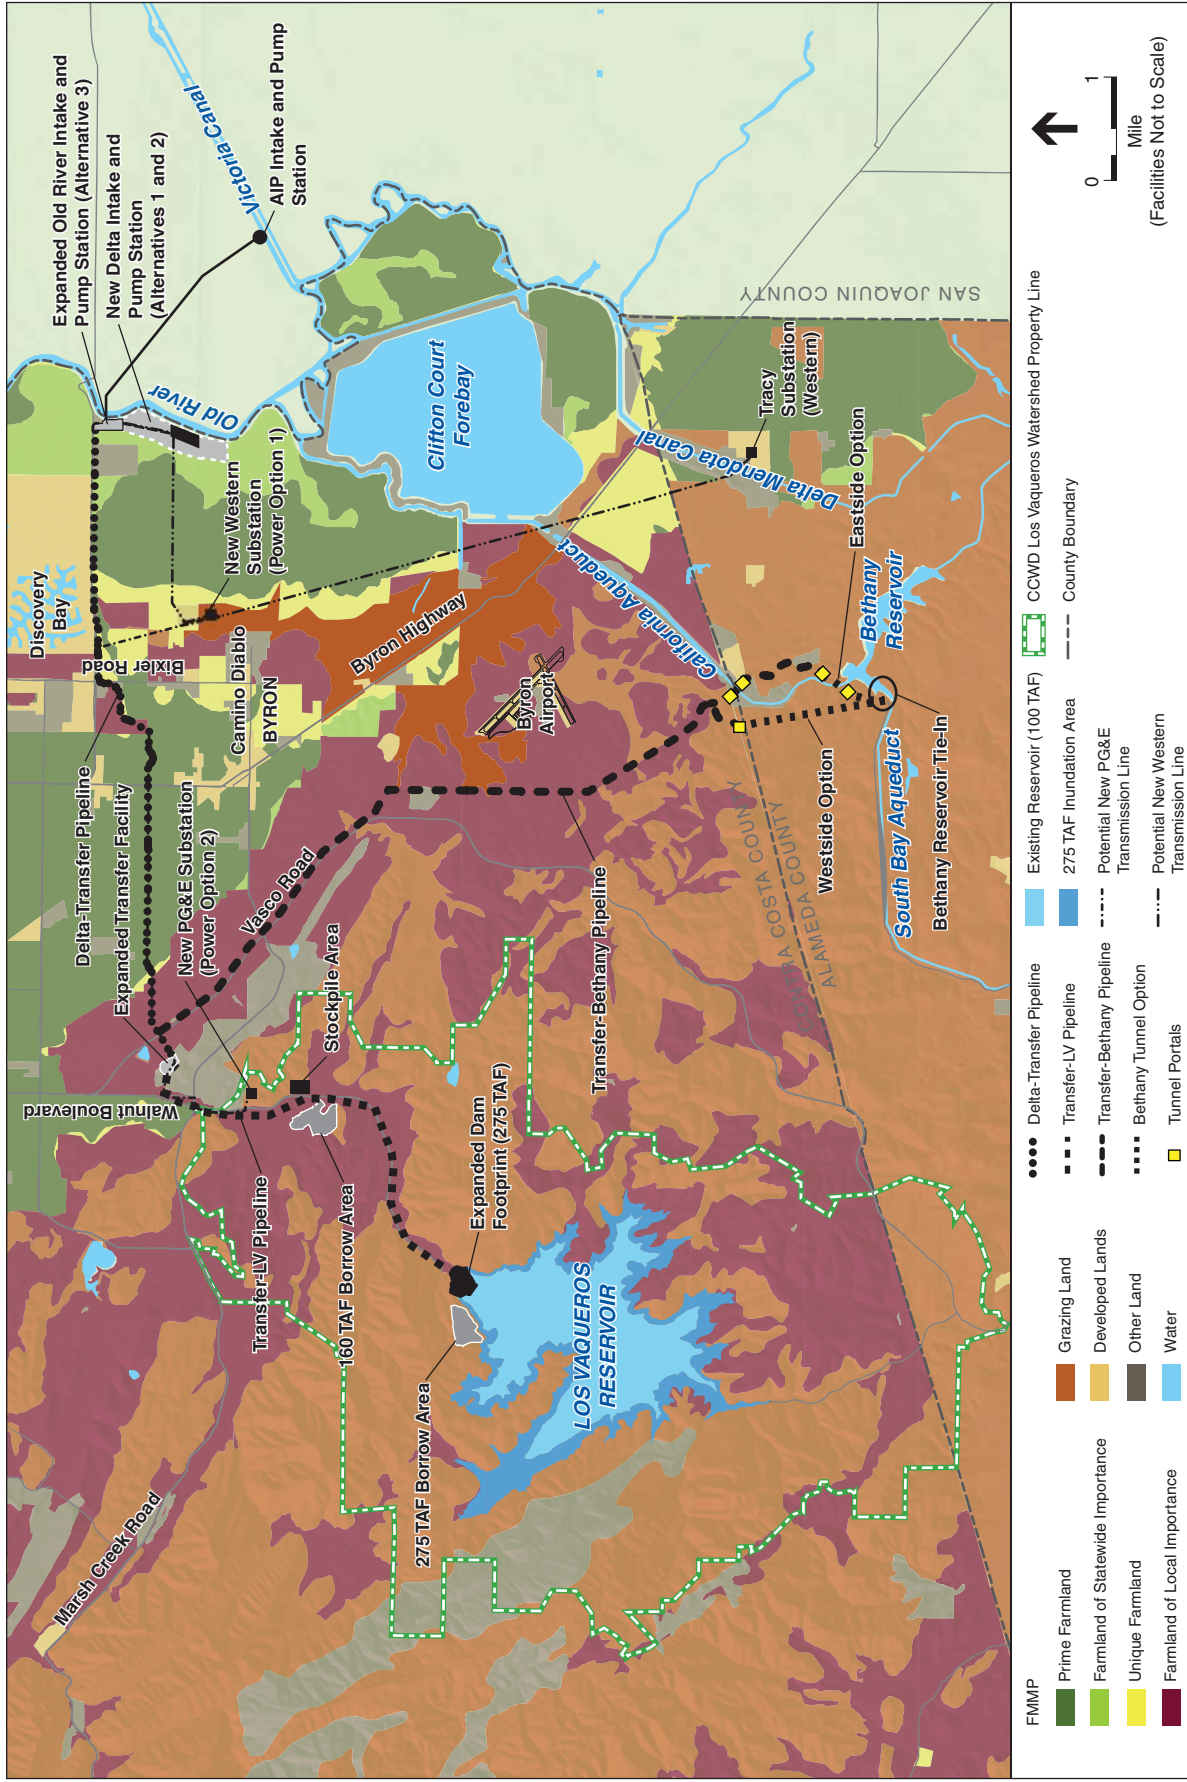 Expanded Old River Intake and
Pump Station (Alternative 3)
New Delta Intake and
Pump Station
(Alternatives 1 and 2)
Victoria Canal
AIP Intake and Pump
Station
Old River
Discovery
Bay
Bixler Road
New Western
Substation
(Power Option 1)
Clifton Court
Forebay
SAN JOAQUIN COUNTY
Tracy
Substation
(Western)
Delta Mendota Canal
Eastside Option
Bethany
Reservoir
California Aqueduct
Byron Highway
Camino Diablo
BYRON
Byron
Airport
Delta-Transfer Pipeline
Expanded Transfer Facility
New PG&E Substation
(Power Option 2)
Vasco Road
Stockpile Area
Walnut Boulevard
Transfer-Bethany Pipeline
CONTRA COSTA COUNTY
ALAMEDA COUNTY
Westside Option
South Bay Aqueduct
Bethany Reservoir Tie-In
Transfer-LV Pipeline
160 TAF Borrow Area
Expanded Dam
Footprint (275 TAF)
275 TAF Borrow Area
LOS VAQUEROS
RESERVOIR
Marsh Creek Road
FMMP
Prime Farmland
Farmland of Statewide Importance
Unique Farmland
Farmland of Local Importance
Grazing Land
Developed Lands
Other Land
Water
Delta-Transfer Pipeline
Transfer-LV Pipeline
Transfer-Bethany Pipeline
Bethany Tunnel Option
Tunnel Portals
Existing Reservoir (100 TAF)
275 TAF Inundation Area
Potential New PG&E
Transmission Line
Potential New Western
Transmission Line
CCWD Los Vaqueros Watershed Property Line
County Boundary
0
1
Mile
(Facilities Not to Scale)